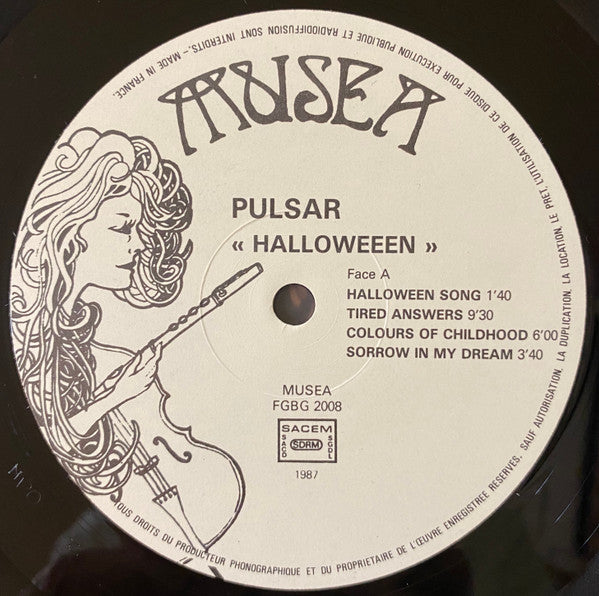 MUSEA
PULSAR
« HALLOWEEEN »
Face A
HALLOWEEN SONG 1'40
TIRED ANSWERS 9'30
COLOURS OF CHILDHOOD 6'00
SORROW IN MY DREAM 3'40
MUSEA
FGBG 2008
SACEM
SACD SDRM SGDL
1987
TOUS DROITS DU PRODUCTEUR PHONOGRAPHIQUE ET DU PROPRIETAIRE DE L'ŒUVRE ENREGISTREE RESERVES. SAUF AUTORISATION, LA DUPLICATION, LA LOCATION, LE PRET, L'UTILISATION DE CE DISQUE POUR EXECUTION PUBLIQUE ET RADIODIFFUSION SONT INTERDITS.-. MADE IN FRANCE.